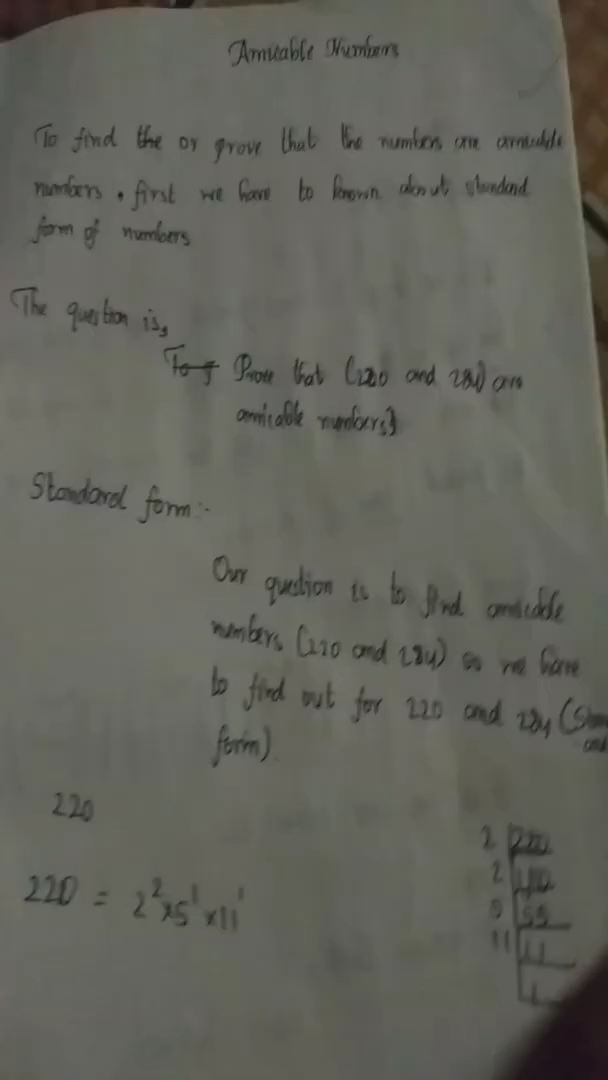 Amicable Numbers
To find the or prove that the numbers are amicable
numbers, first we have to known about standard
form of numbers
The question is,
To f Prove that (220 and 284) are
amicable numbers}
Standard form:-
Our question is to find amicable
numbers (220 and 284) so we have
to find out for 220 and 284 (Stan
form)
220
220 = 2² x 5¹ x 11¹
2 220
2 110
5 55
11 11
1